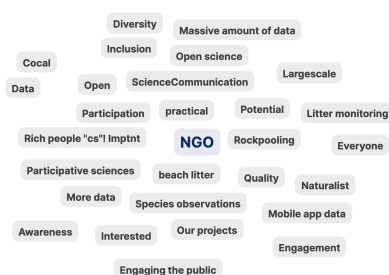 Diversity
Massive amount of data
Inclusion
Open science
Cocal
Largescale
Data
Open
ScienceCommunication
Participation
practical
Potential
Litter monitoring
Rich people "cs"! Imptnt
NGO
Rockpooling
Everyone
Participative sciences
beach litter
Quality
Naturalist
More data
Species observations
Mobile app data
Awareness
Interested
Our projects
Engagement
Engaging the public